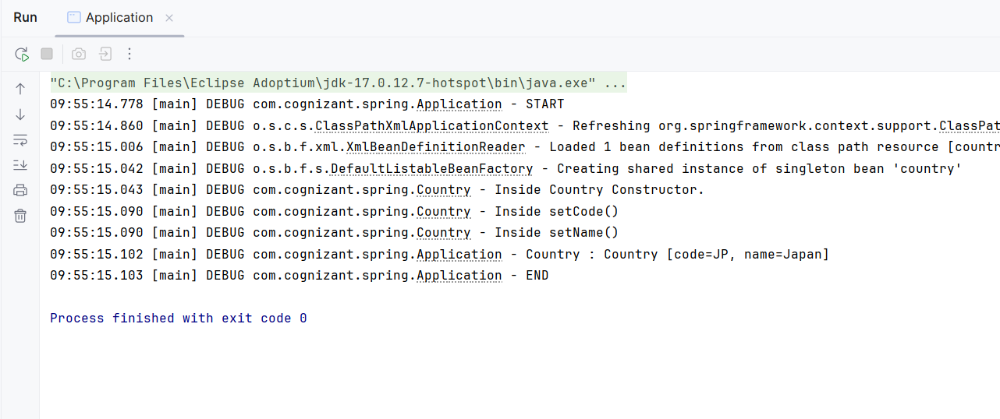 Run Application
"C:\Program Files\Eclipse Adoptium\jdk-17.0.12.7-hotspot\bin\java.exe" ...
09:55:14.778 [main] DEBUG com.cognizant.spring.Application - START
09:55:14.860 [main] DEBUG o.s.c.s.ClassPathXmlApplicationContext - Refreshing org.springframework.context.support.ClassPat
09:55:15.006 [main] DEBUG o.s.b.f.xml.XmlBeanDefinitionReader - Loaded 1 bean definitions from class path resource [countr
09:55:15.042 [main] DEBUG o.s.b.f.s.DefaultListableBeanFactory - Creating shared instance of singleton bean 'country'
09:55:15.043 [main] DEBUG com.cognizant.spring.Country - Inside Country Constructor.
09:55:15.090 [main] DEBUG com.cognizant.spring.Country - Inside setCode()
09:55:15.090 [main] DEBUG com.cognizant.spring.Country - Inside setName()
09:55:15.102 [main] DEBUG com.cognizant.spring.Application - Country : Country [code=JP, name=Japan]
09:55:15.103 [main] DEBUG com.cognizant.spring.Application - END
Process finished with exit code 0